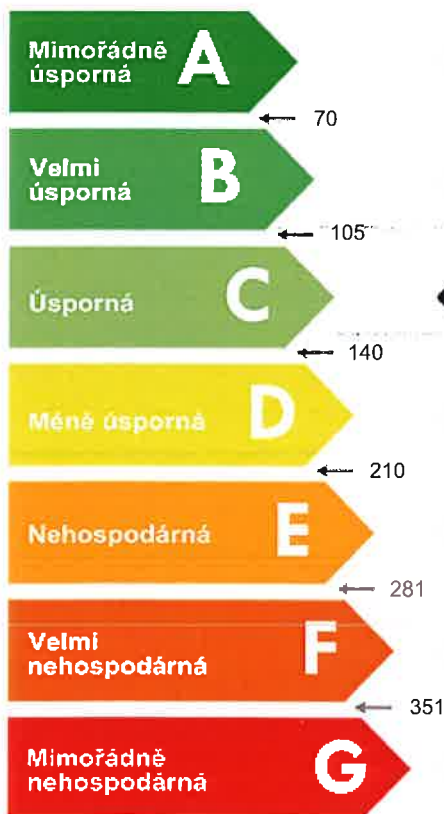 Mimořádně
úsporná
A
70
Velmi
úsporná
B
105
Úsporná
C
140
Méně úsporná
D
210
Nehospodárná
E
281
Velmi
nehospodárná
F
351
Mimořádně
nehospodárná
G